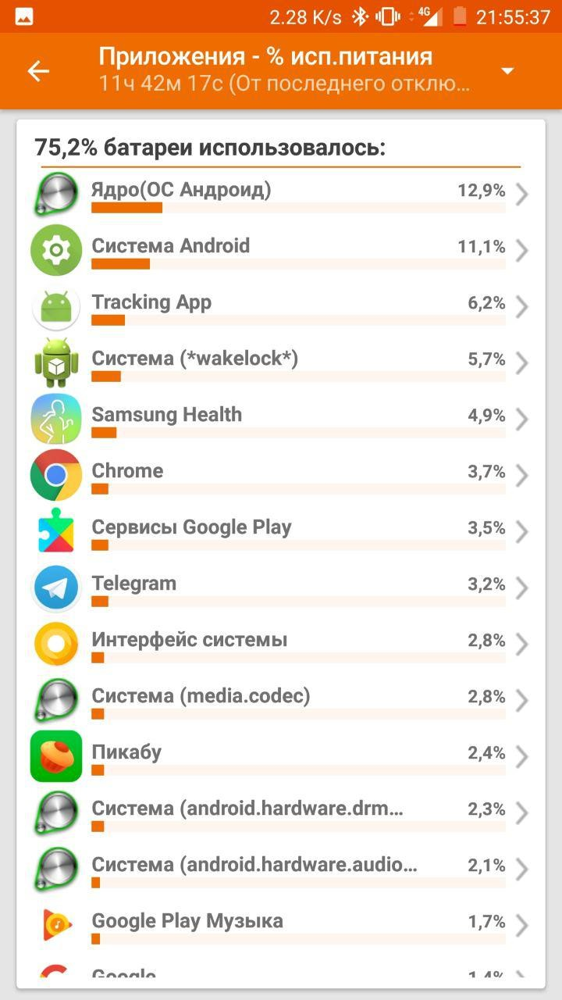 2.28 K/s 4G 21:55:37
Приложения - % исп.питания
11ч 42м 17с (От последнего отклю...
75,2% батареи использовалось:
Ядро(ОС Андроид) 12,9%
Система Android 11,1%
Tracking App 6,2%
Система (*wakelock*) 5,7%
Samsung Health 4,9%
Chrome 3,7%
Сервисы Google Play 3,5%
Telegram 3,2%
Интерфейс системы 2,8%
Система (media.codec) 2,8%
Пикабу 2,4%
Система (android.hardware.drm... 2,3%
Система (android.hardware.audio... 2,1%
Google Play Музыка 1,7%
Google 1,4%